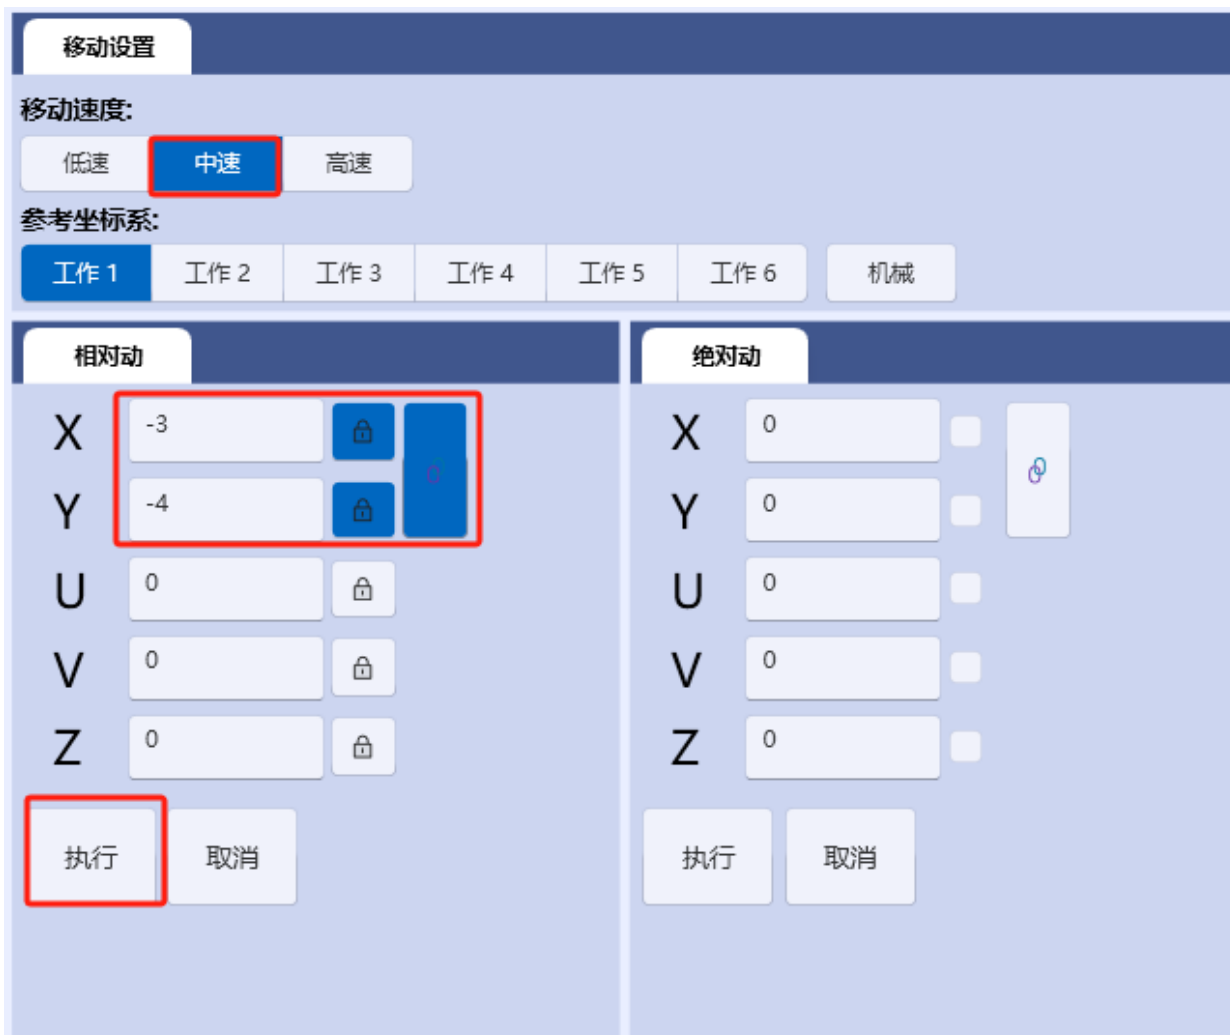 移动设置
移动速度:
低速 中速 高速
参考坐标系:
工作 1 工作 2 工作 3 工作 4 工作 5 工作 6 机械
相对动
X -3
Y -4
U 0
V 0
Z 0
执行 取消
绝对动
X 0
Y 0
U 0
V 0
Z 0
执行 取消